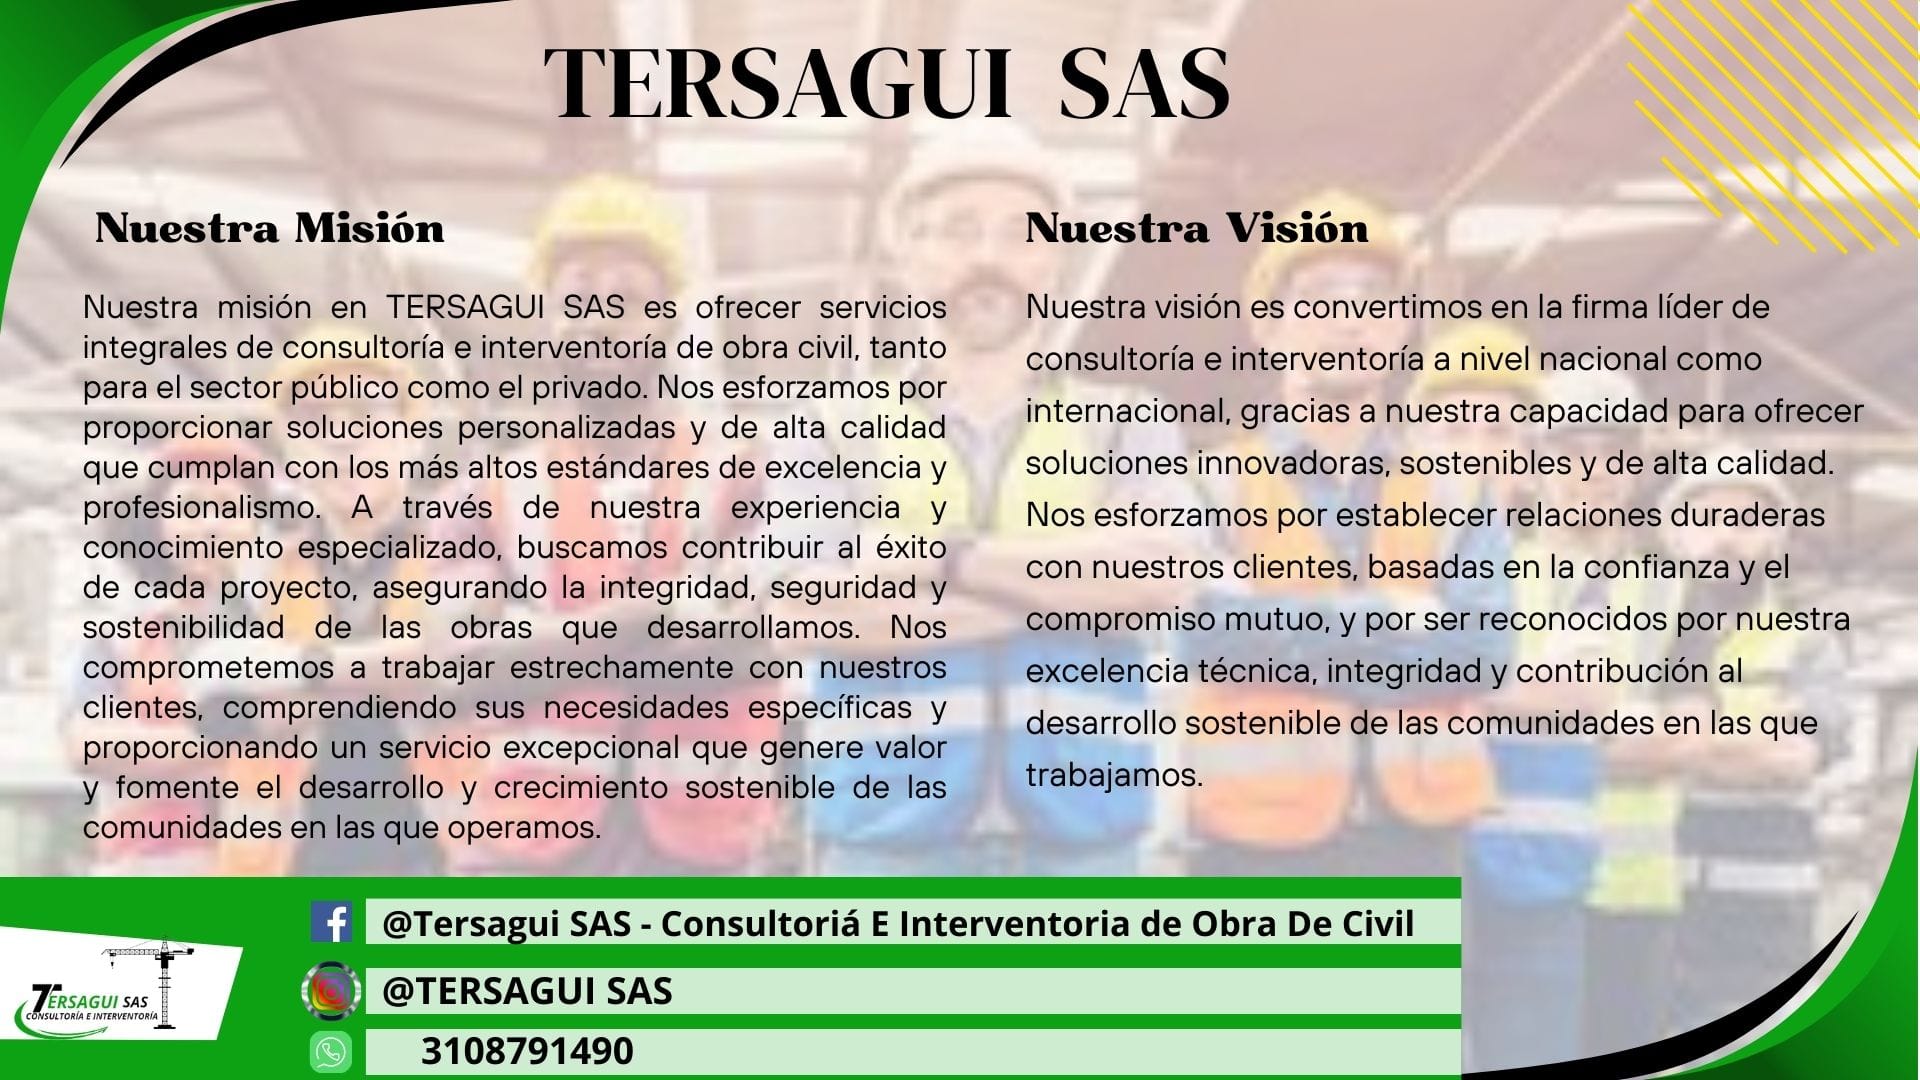 TERSAGUI SAS
Nuestra Misión
Nuestra misión en TERSAGUI SAS es ofrecer servicios
integrales de consultoría e interventoría de obra civil, tanto
para el sector público como el privado. Nos esforzamos por
proporcionar soluciones personalizadas y de alta calidad
que cumplan con los más altos estándares de excelencia y
profesionalismo. A través de nuestra experiencia y
conocimiento especializado, buscamos contribuir al éxito
de cada proyecto, asegurando la integridad, seguridad y
sostenibilidad de las obras que desarrollamos. Nos
comprometemos a trabajar estrechamente con nuestros
clientes, comprendiendo sus necesidades específicas y
proporcionando un servicio excepcional que genere valor
y fomente el desarrollo y crecimiento sostenible de las
comunidades en las que operamos.
Nuestra Visión
Nuestra visión es convertimos en la firma líder de
consultoría e interventoría a nivel nacional como
internacional, gracias a nuestra capacidad para ofrecer
soluciones innovadoras, sostenibles y de alta calidad.
Nos esforzamos por establecer relaciones duraderas
con nuestros clientes, basadas en la confianza y el
compromiso mutuo, y por ser reconocidos por nuestra
excelencia técnica, integridad y contribución al
desarrollo sostenible de las comunidades en las que
trabajamos.
@Tersagui SAS - Consultoriá E Interventoria de Obra De Civil
@TERSAGUI SAS
3108791490
TERSAGUI SAS
CONSULTORÍA E INTERVENTORÍA